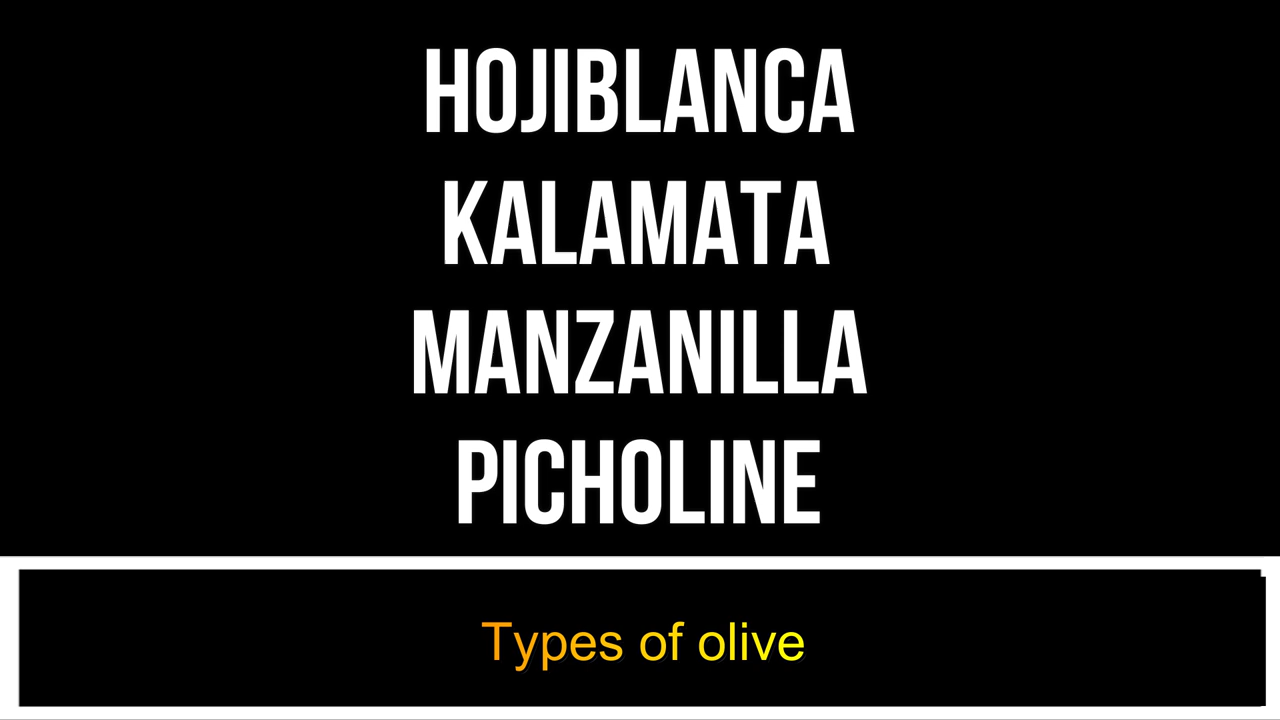 HOJIBLANCA
KALAMATA
MANZANILLA
PICHOLINE
Types of olive